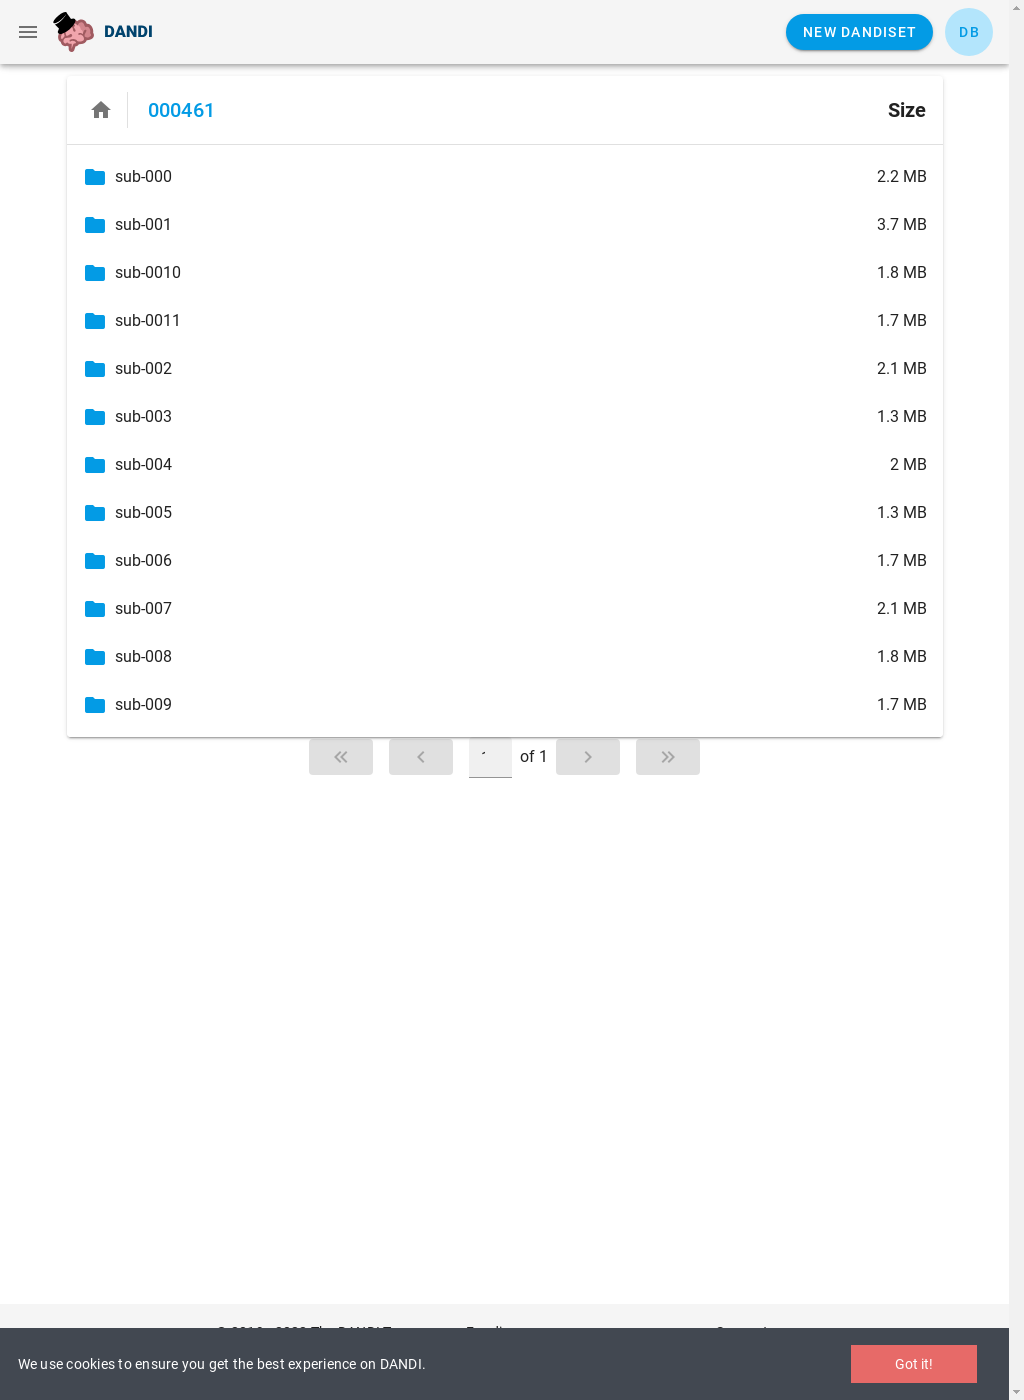 DANDI
NEW DANDISET
DB
000461
Size
sub-000 2.2 MB
sub-001 3.7 MB
sub-0010 1.8 MB
sub-0011 1.7 MB
sub-002 2.1 MB
sub-003 1.3 MB
sub-004 2 MB
sub-005 1.3 MB
sub-006 1.7 MB
sub-007 2.1 MB
sub-008 1.8 MB
sub-009 1.7 MB
of 1
We use cookies to ensure you get the best experience on DANDI.
Got it!